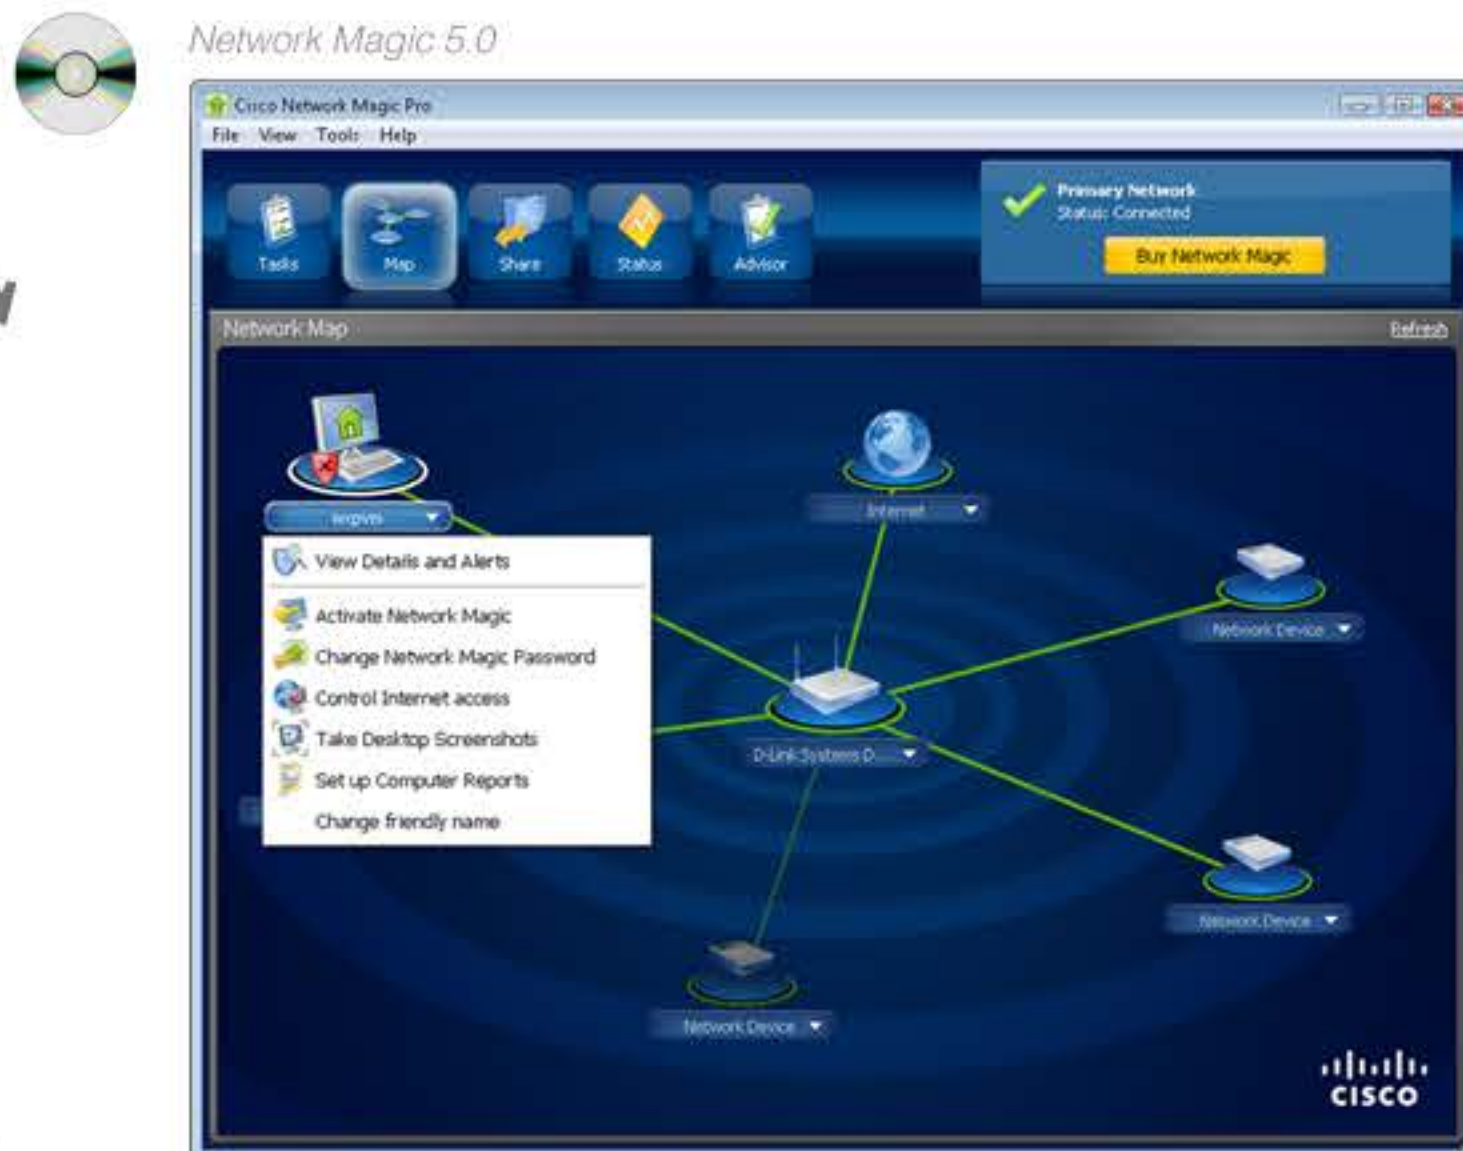 Network Magic 5.0
Cisco Network Magic Pro
File View Tools Help
Tasks Map Share Status Advisor
Primary Network
Status: Connected
Buy Network Magic
Network Map
Refresh
Internet
View Details and Alerts
Activate Network Magic
Change Network Magic Password
Control Internet access
Take Desktop Screenshots
Set up Computer Reports
Change friendly name
Network Device
D-Link Systems D...
Network Device
Network Device
CISCO